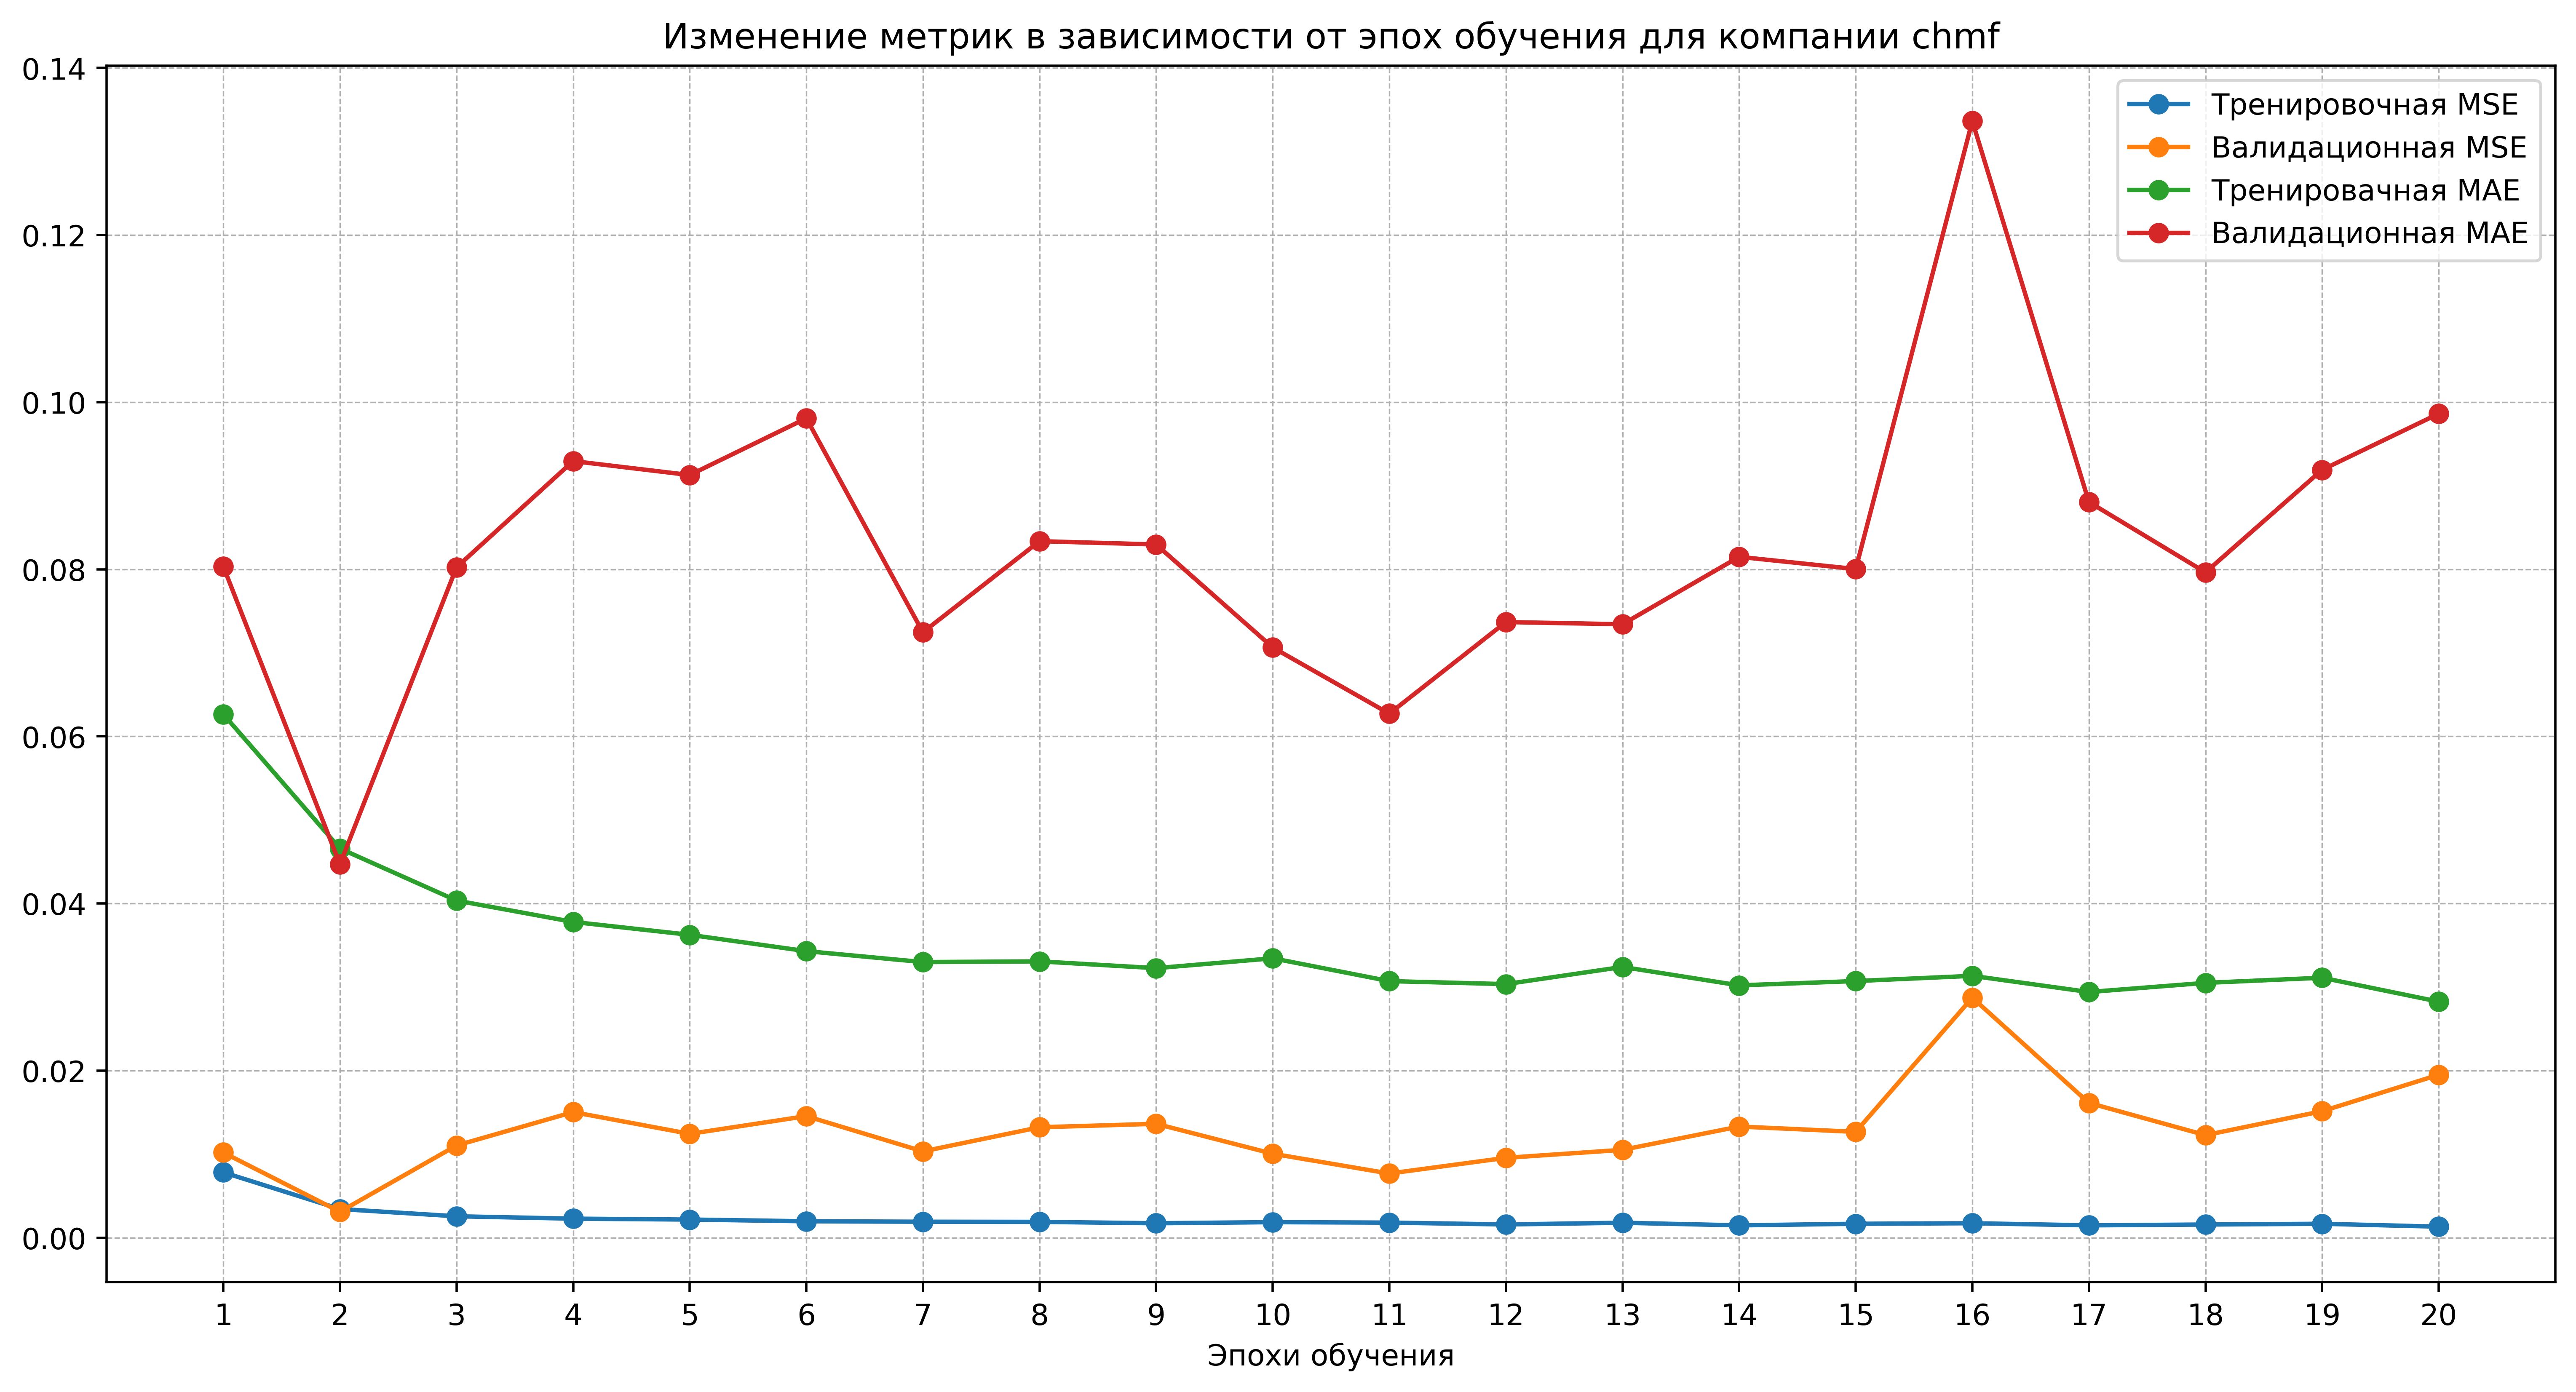 Изменение метрик в зависимости от эпох обучения для компании chmf
0.14
0.12
0.10
0.08
0.06
0.04
0.02
0.00
Тренировочная MSE
Валидационная MSE
Тренировачная MAE
Валидационная MAE
1 2 3 4 5 6 7 8 9 10 11 12 13 14 15 16 17 18 19 20
Эпохи обучения